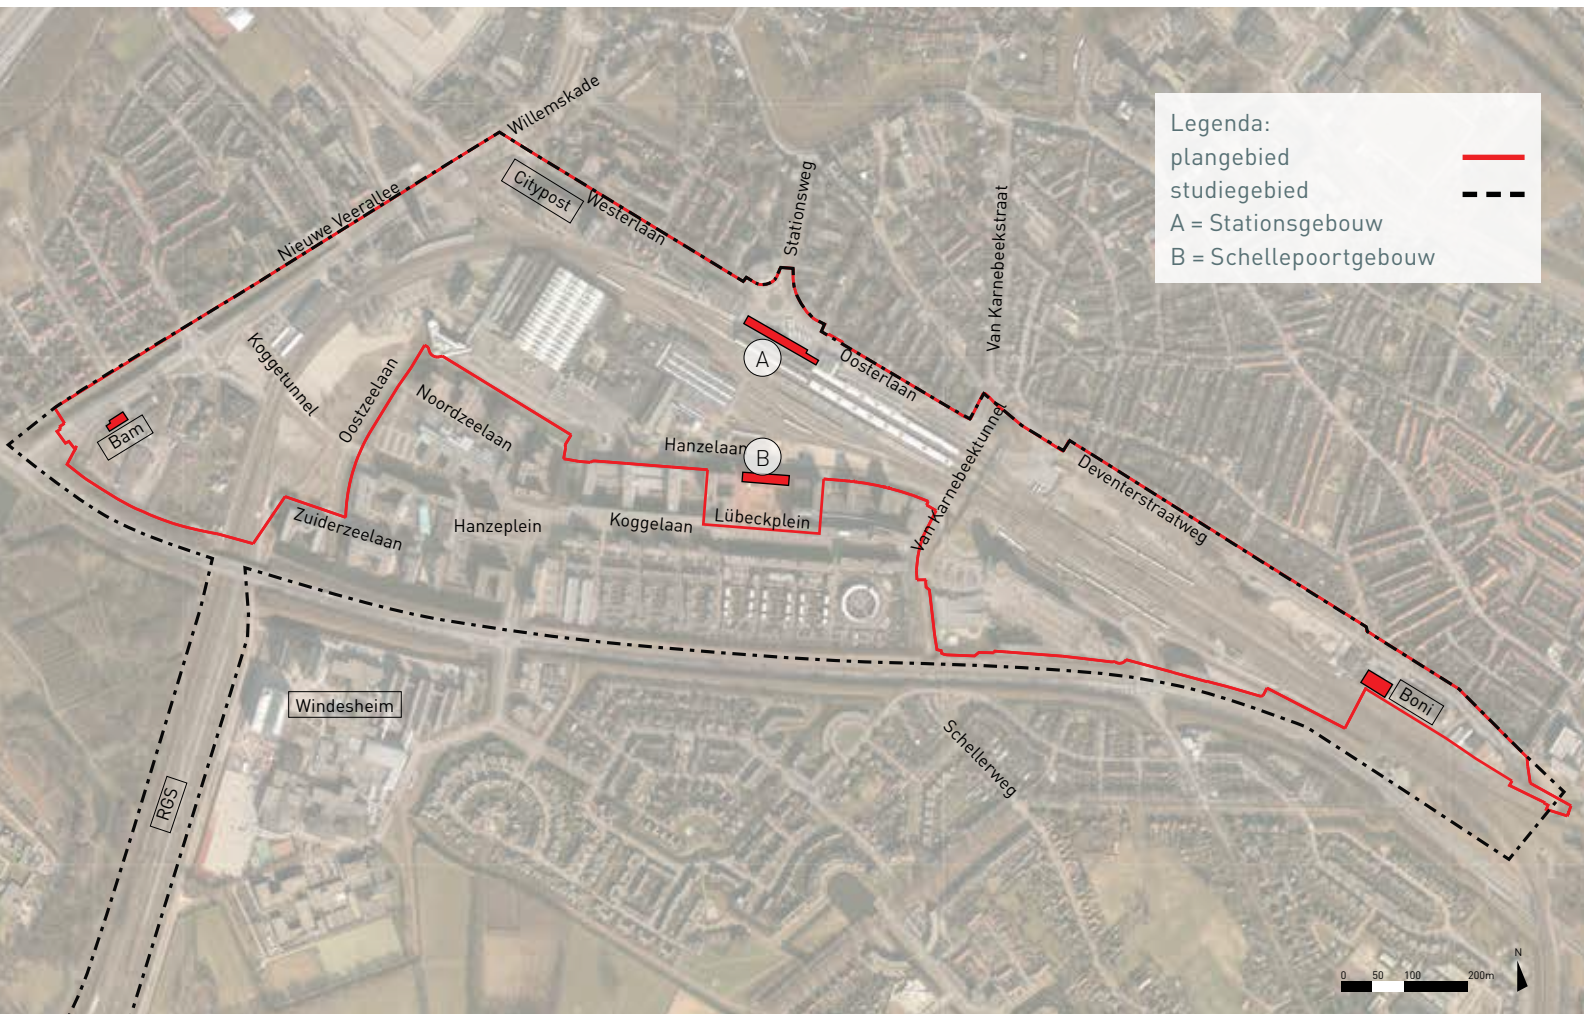 Willemskade
Legenda:
plangebied
studiegebied
A = Stationsgebouw
B = Schellepoortgebouw
Citypost
Nieuwe Veerallee
Westerlaan
Stationsweg
Van Karnebeekstraat
Koggetunnel
Oostzeelaan
Noordzeelaan
A
Oosterlaan
Bam
Hanzelaan
B
Van Karnebeektunnel
Deventerstraatweg
Zuiderzeelaan
Hanzeplein
Koggelaan
Lübeckplein
Windesheim
Boni
Schellerweg
RGS
N
0 50 100 200m